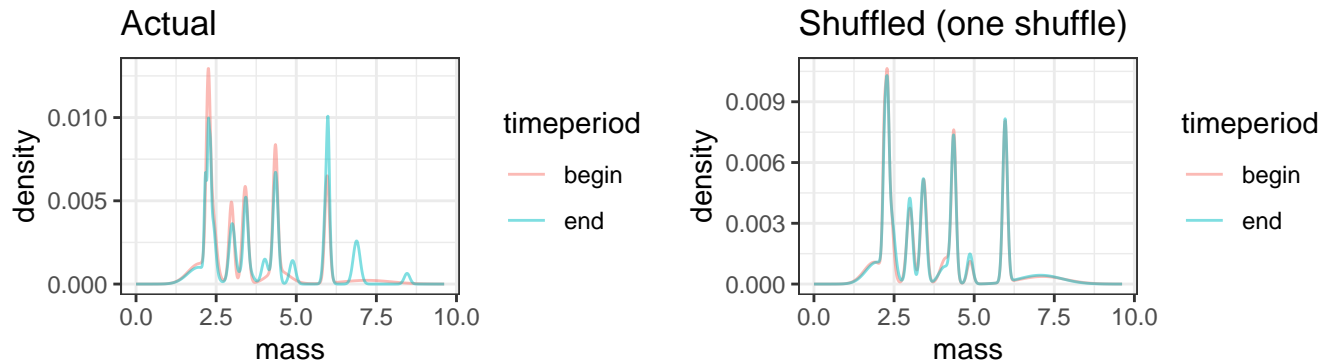 Actual
density
0.010
0.005
0.000
0.0 2.5 5.0 7.5 10.0
mass
timeperiod
begin
end
Shuffled (one shuffle)
density
0.009
0.006
0.003
0.000
0.0 2.5 5.0 7.5 10.0
mass
timeperiod
begin
end